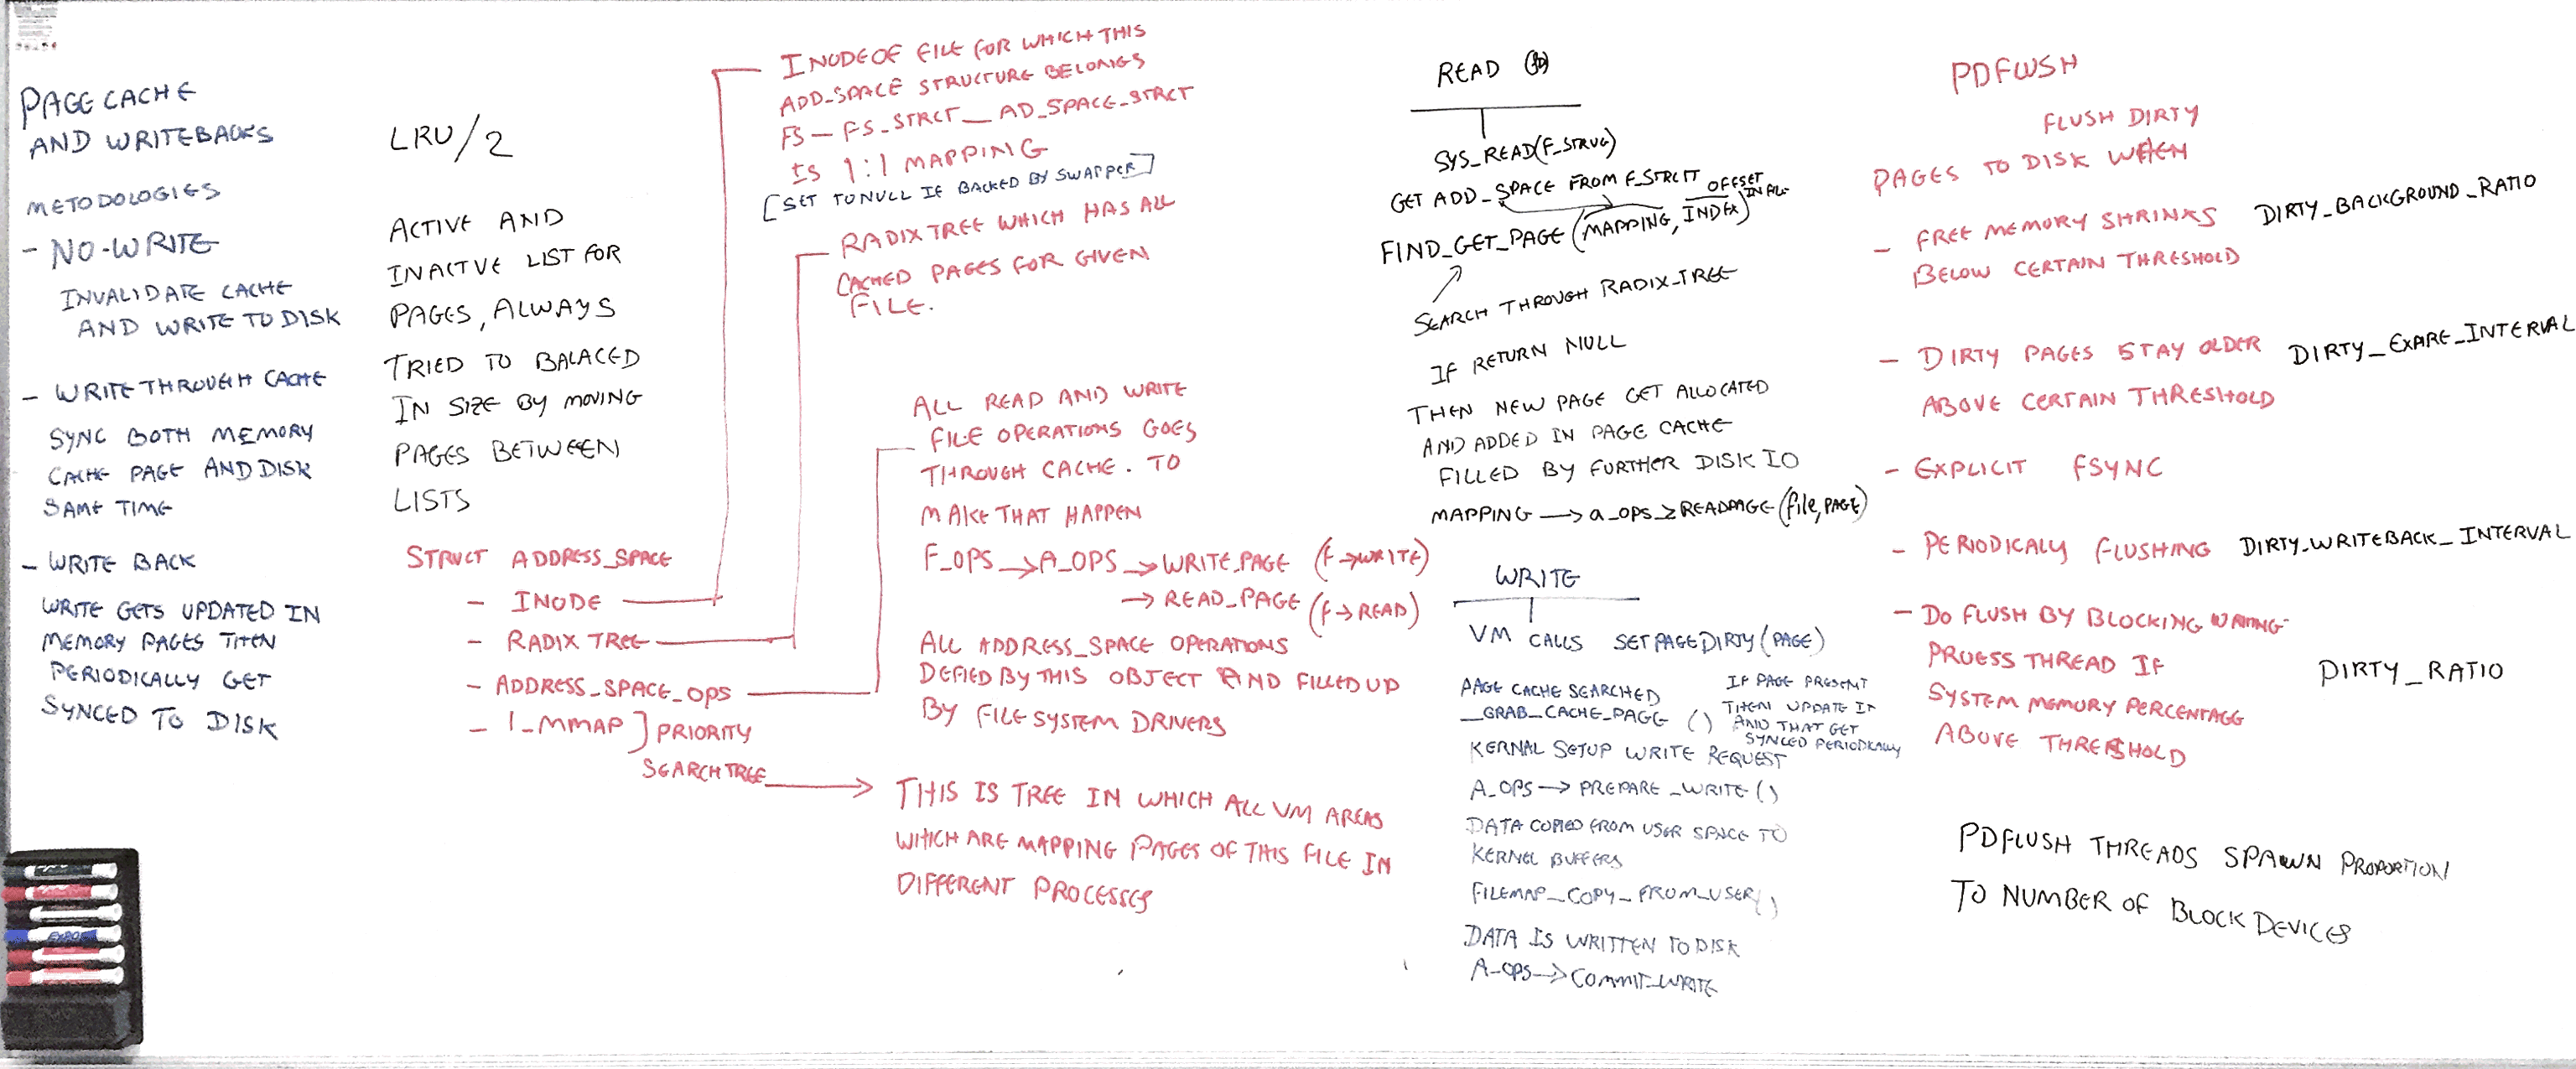 PAGE CACHE
AND WRITEBACKS
METODOLOGIES
- NO-WRITE
INVALIDATE CACHE
AND WRITE TO DISK
- WRITE THROUGH CACHE
SYNC BOTH MEMORY
CACHE PAGE AND DISK
SAME TIME
- WRITE BACK
WRITE GETS UPDATED IN
MEMORY PAGES THEN
PERIODICALLY GET
SYNCED TO DISK
LRU/2
ACTIVE AND
INACTVE LIST FOR
PAGES, ALWAYS
TRIED TO BALACED
IN SIZE BY MOVING
PAGES BETWEEN
LISTS
STRUCT ADDRESS_SPACE
- INODE
- RADIX TREE
- ADDRESS_SPACE_OPS
- I_MMAP ] PRIORITY
SEARCH TREE
INODE OF FILE FOR WHICH THIS
ADD_SPACE STRUCTURE BELONGS
FS - FS_STRCT _ AD_SPACE_STRCT
IS 1:1 MAPPING
[SET TO NULL IF BACKED BY SWAPPER]
RADIX TREE WHICH HAS ALL
CACHED PAGES FOR GIVEN
FILE.
ALL READ AND WRITE
FILE OPERATIONS GOES
THROUGH CACHE. TO
MAKE THAT HAPPEN
F_OPS → A_OPS → WRITE_PAGE (F→WRITE)
→ READ_PAGE (F→READ)
ALL ADDRESS_SPACE OPERATIONS
DEFIED BY THIS OBJECT AND FILLED UP
BY FILE SYSTEM DRIVERS
THIS IS TREE IN WHICH ALL VM AREAS
WHICH ARE MAPPING PAGES OF THIS FILE IN
DIFFERENT PROCESSES
READ
SYS_READ(F_STRUC)
GET ADD_SPACE FROM F_STRCT OFFSET
IN FILE
FIND_GET_PAGE (MAPPING, INDEX)
SEARCH THROUGH RADIX_TREE
IF RETURN NULL
THEN NEW PAGE GET ALLOCATED
AND ADDED IN PAGE CACHE
FILLED BY FURTHER DISK IO
MAPPING → a_OPS → READPAGE (file, PAGE)
WRITE
VM CALLS SETPAGEDIRTY (PAGE)
PAGE CACHE SEARCHED
__GRAB_CACHE_PAGE ()
IF PAGE PRESENT
THEN UPDATE IT
AND THAT GET
SYNCED PERIODICALLY
KERNAL SETUP WRITE REQUEST
A_OPS → PREPARE_WRITE ()
DATA COPIED FROM USER SPACE TO
KERNEL BUFFERS
FILEMAP_COPY_FROM_USER()
DATA IS WRITTEN TO DISK
A_OPS → COMMIT_WRITE
PDFLUSH
FLUSH DIRTY
PAGES TO DISK WHEN
- FREE MEMORY SHRINKS DIRTY_BACKGROUND_RATIO
BELOW CERTAIN THRESHOLD
- DIRTY PAGES STAY OLDER DIRTY_EXPIRE_INTERVAL
ABOVE CERTAIN THRESHOLD
- EXPLICIT FSYNC
- PERIODICALY FLUSHING DIRTY_WRITEBACK_INTERVAL
- DO FLUSH BY BLOCKING WRITING
PRUESS THREAD IF DIRTY_RATIO
SYSTEM MEMORY PERCENTAGG
ABOVE THRESHOLD
PDFLUSH THREADS SPAWN PROPORTION
TO NUMBER OF BLOCK DEVICES
EXPO